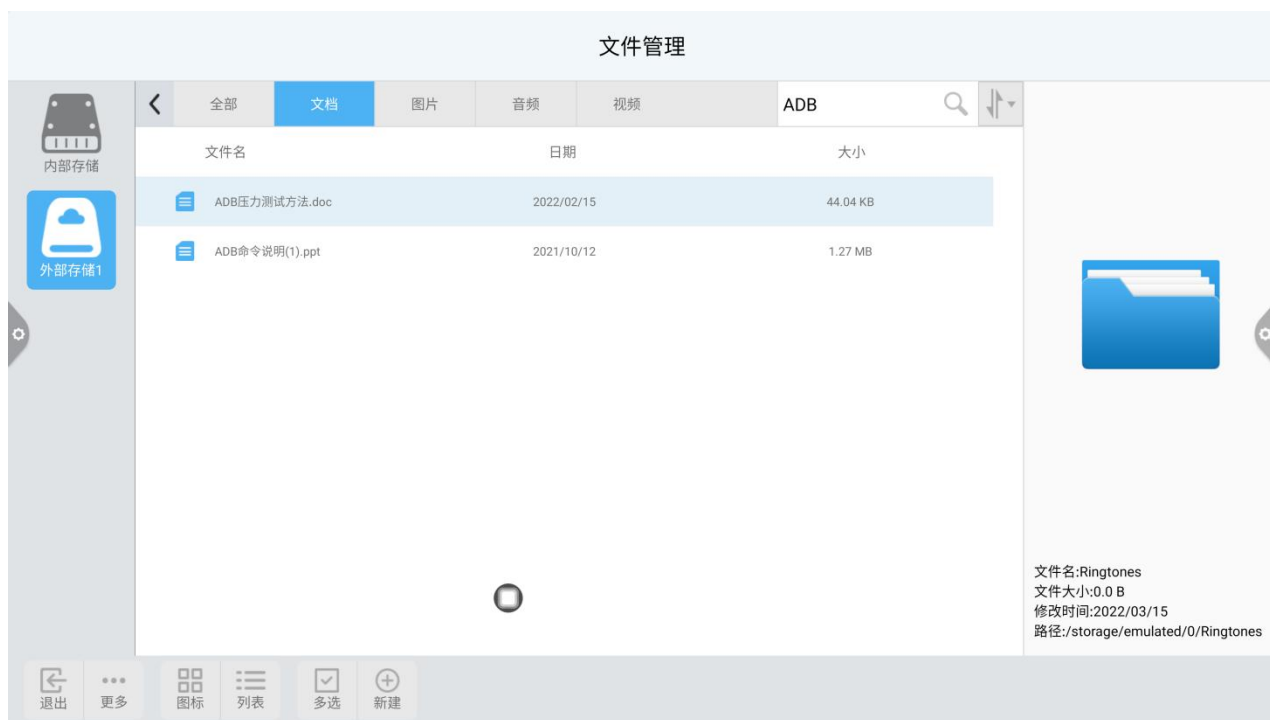 文件管理
内部存储
外部存储1
全部 文档 图片 音频 视频 ADB
文件名 日期 大小
ADB压力测试方法.doc 2022/02/15 44.04 KB
ADB命令说明(1).ppt 2021/10/12 1.27 MB
文件名:Ringtones
文件大小:0.0 B
修改时间:2022/03/15
路径:/storage/emulated/0/Ringtones
退出 更多 图标 列表 多选 新建